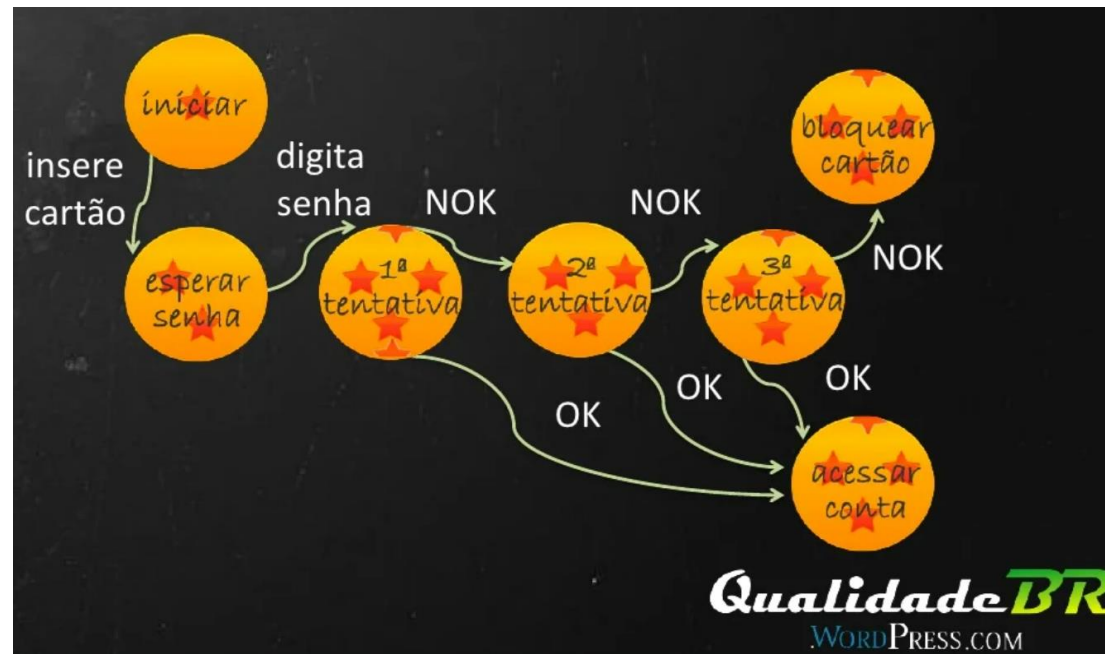 iniciar
insere
cartão
digita
senha
NOK
NOK
bloquear
cartão
NOK
esperar
senha
1ª
tentativa
2ª
tentativa
3ª
tentativa
OK
OK
OK
acessar
conta
QualidadeBR
.WORDPRESS.COM